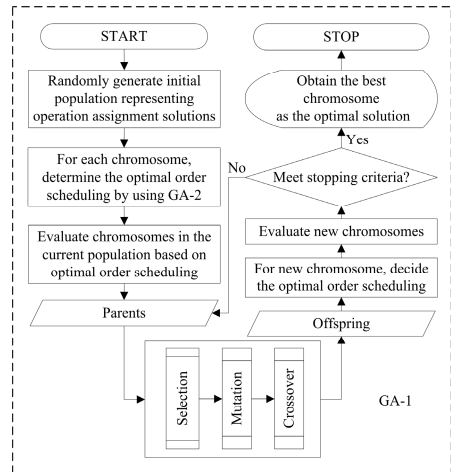 START
Randomly generate initial
population representing
operation assignment solutions
For each chromosome,
determine the optimal order
scheduling by using GA-2
Evaluate chromosomes in the
current population based on
optimal order scheduling
Parents
Selection
Mutation
Crossover
GA-1
Offspring
For new chromosome, decide
the optimal order scheduling
Evaluate new chromosomes
Meet stopping criteria?
No
Yes
Obtain the best
chromosome
as the optimal solution
STOP